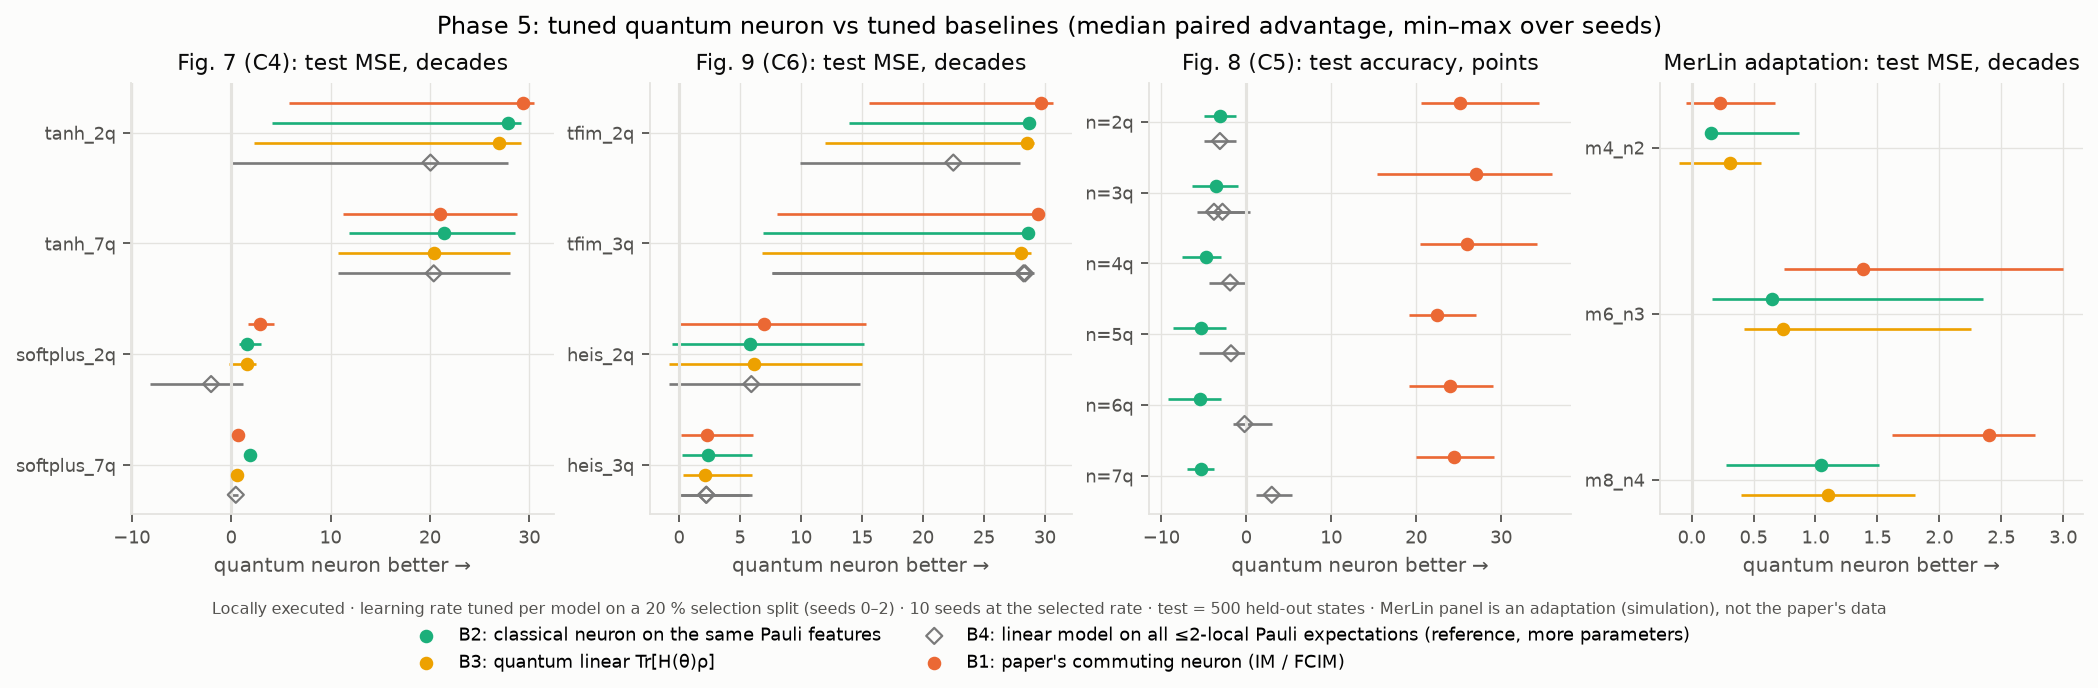 Phase 5: tuned quantum neuron vs tuned baselines (median paired advantage, min–max over seeds)
Fig. 7 (C4): test MSE, decades
tanh_2q
tanh_7q
softplus_2q
softplus_7q
−10 0 10 20 30
quantum neuron better →
Fig. 9 (C6): test MSE, decades
tfim_2q
tfim_3q
heis_2q
heis_3q
0 5 10 15 20 25 30
quantum neuron better →
Fig. 8 (C5): test accuracy, points
n=2q
n=3q
n=4q
n=5q
n=6q
n=7q
−10 0 10 20 30
quantum neuron better →
MerLin adaptation: test MSE, decades
m4_n2
m6_n3
m8_n4
0.0 0.5 1.0 1.5 2.0 2.5 3.0
quantum neuron better →
Locally executed · learning rate tuned per model on a 20 % selection split (seeds 0–2) · 10 seeds at the selected rate · test = 500 held-out states · MerLin panel is an adaptation (simulation), not the paper's data
B2: classical neuron on the same Pauli features
B3: quantum linear Tr[H(θ)ρ]
B4: linear model on all ≤2-local Pauli expectations (reference, more parameters)
B1: paper's commuting neuron (IM / FCIM)